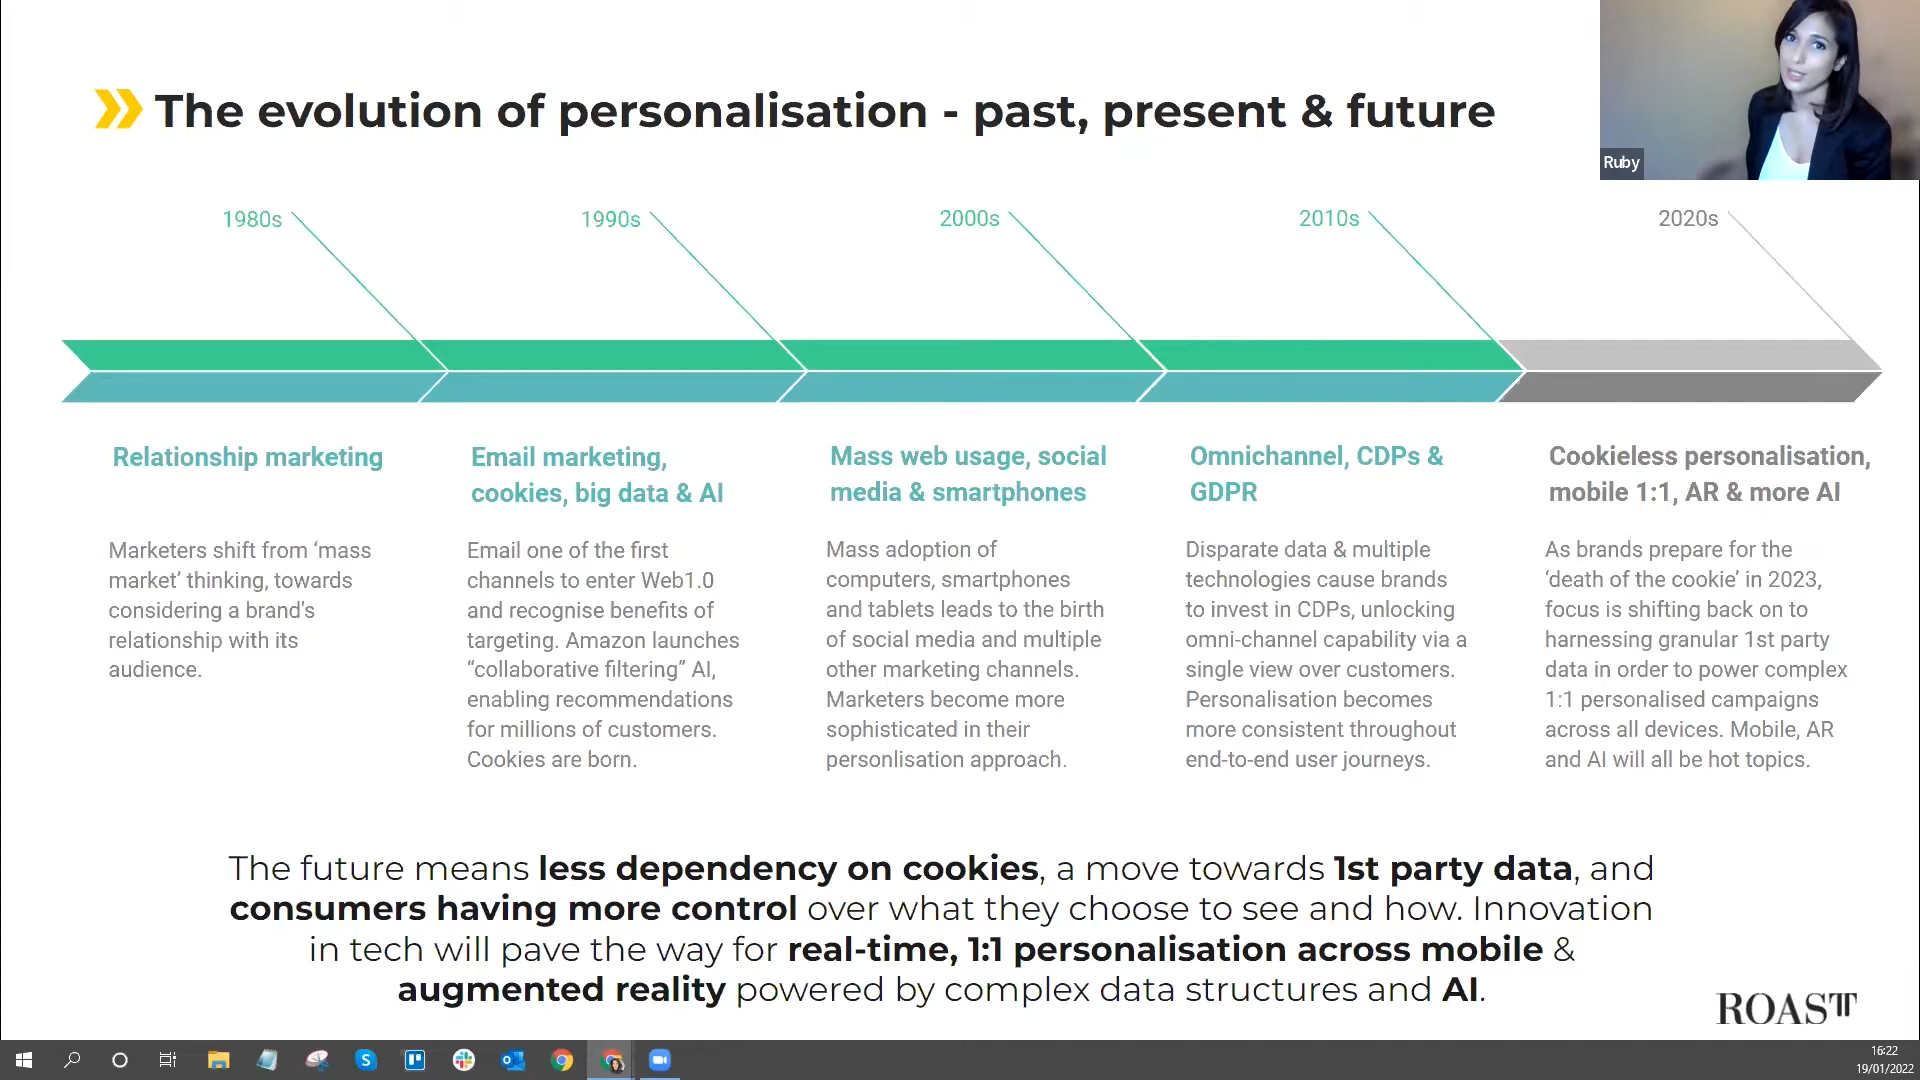 The evolution of personalisation - past, present & future
Ruby
1980s
1990s
2000s
2010s
2020s
Relationship marketing
Marketers shift from ‘mass
market’ thinking, towards
considering a brand's
relationship with its
audience.
Email marketing,
cookies, big data & AI
Email one of the first
channels to enter Web1.0
and recognise benefits of
targeting. Amazon launches
“collaborative filtering” AI,
enabling recommendations
for millions of customers.
Cookies are born.
Mass web usage, social
media & smartphones
Mass adoption of
computers, smartphones
and tablets leads to the birth
of social media and multiple
other marketing channels.
Marketers become more
sophisticated in their
personlisation approach.
Omnichannel, CDPs &
GDPR
Disparate data & multiple
technologies cause brands
to invest in CDPs, unlocking
omni-channel capability via a
single view over customers.
Personalisation becomes
more consistent throughout
end-to-end user journeys.
Cookieless personalisation,
mobile 1:1, AR & more AI
As brands prepare for the
‘death of the cookie’ in 2023,
focus is shifting back on to
harnessing granular 1st party
data in order to power complex
1:1 personalised campaigns
across all devices. Mobile, AR
and AI will all be hot topics.
The future means less dependency on cookies, a move towards 1st party data, and
consumers having more control over what they choose to see and how. Innovation
in tech will pave the way for real-time, 1:1 personalisation across mobile &
augmented reality powered by complex data structures and AI.
ROAST
16:22
19/01/2022